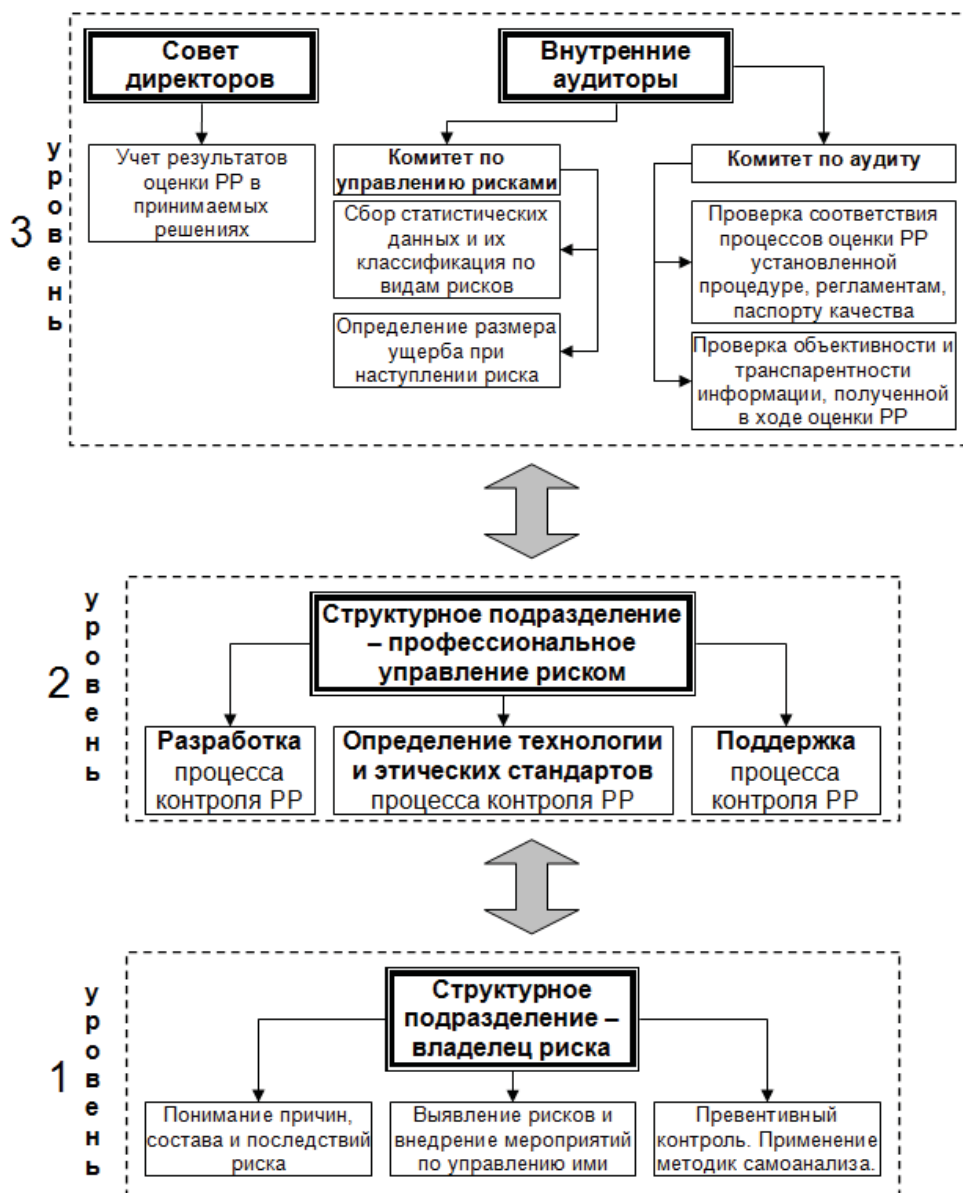 Совет
директоров
Внутренние
аудиторы
3
уровень
Учет результатов
оценки РР в
принимаемых
решениях
Комитет по
управлению рисками
Сбор статистических
данных и их
классификация по
видам рисков
Определение размера
ущерба при
наступлении риска
Комитет по аудиту
Проверка соответствия
процессов оценки РР
установленной
процедуре, регламентам,
паспорту качества
Проверка объективности и
транспарентности
информации, полученной
в ходе оценки РР
2
уровень
Структурное подразделение
– профессиональное
управление риском
Разработка
процесса
контроля РР
Определение технологии
и этических стандартов
процесса контроля РР
Поддержка
процесса
контроля РР
1
уровень
Структурное
подразделение –
владелец риска
Понимание причин,
состава и последствий
риска
Выявление рисков и
внедрение мероприятий
по управлению ими
Превентивный
контроль. Применение
методик самоанализа.